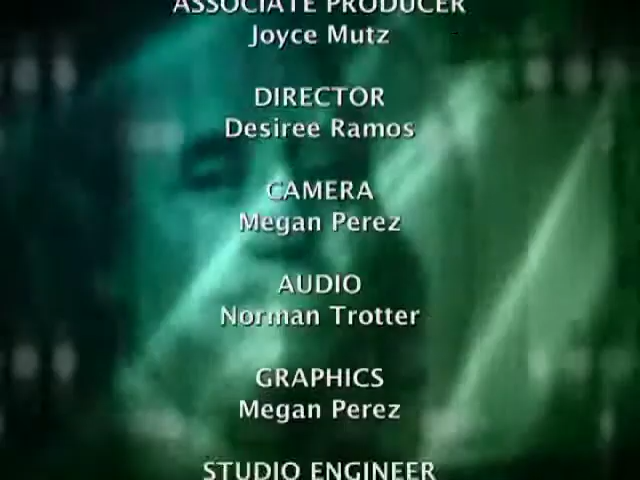 ASSOCIATE PRODUCER
Joyce Mutz
DIRECTOR
Desiree Ramos
CAMERA
Megan Perez
AUDIO
Norman Trotter
GRAPHICS
Megan Perez
STUDIO ENGINEER